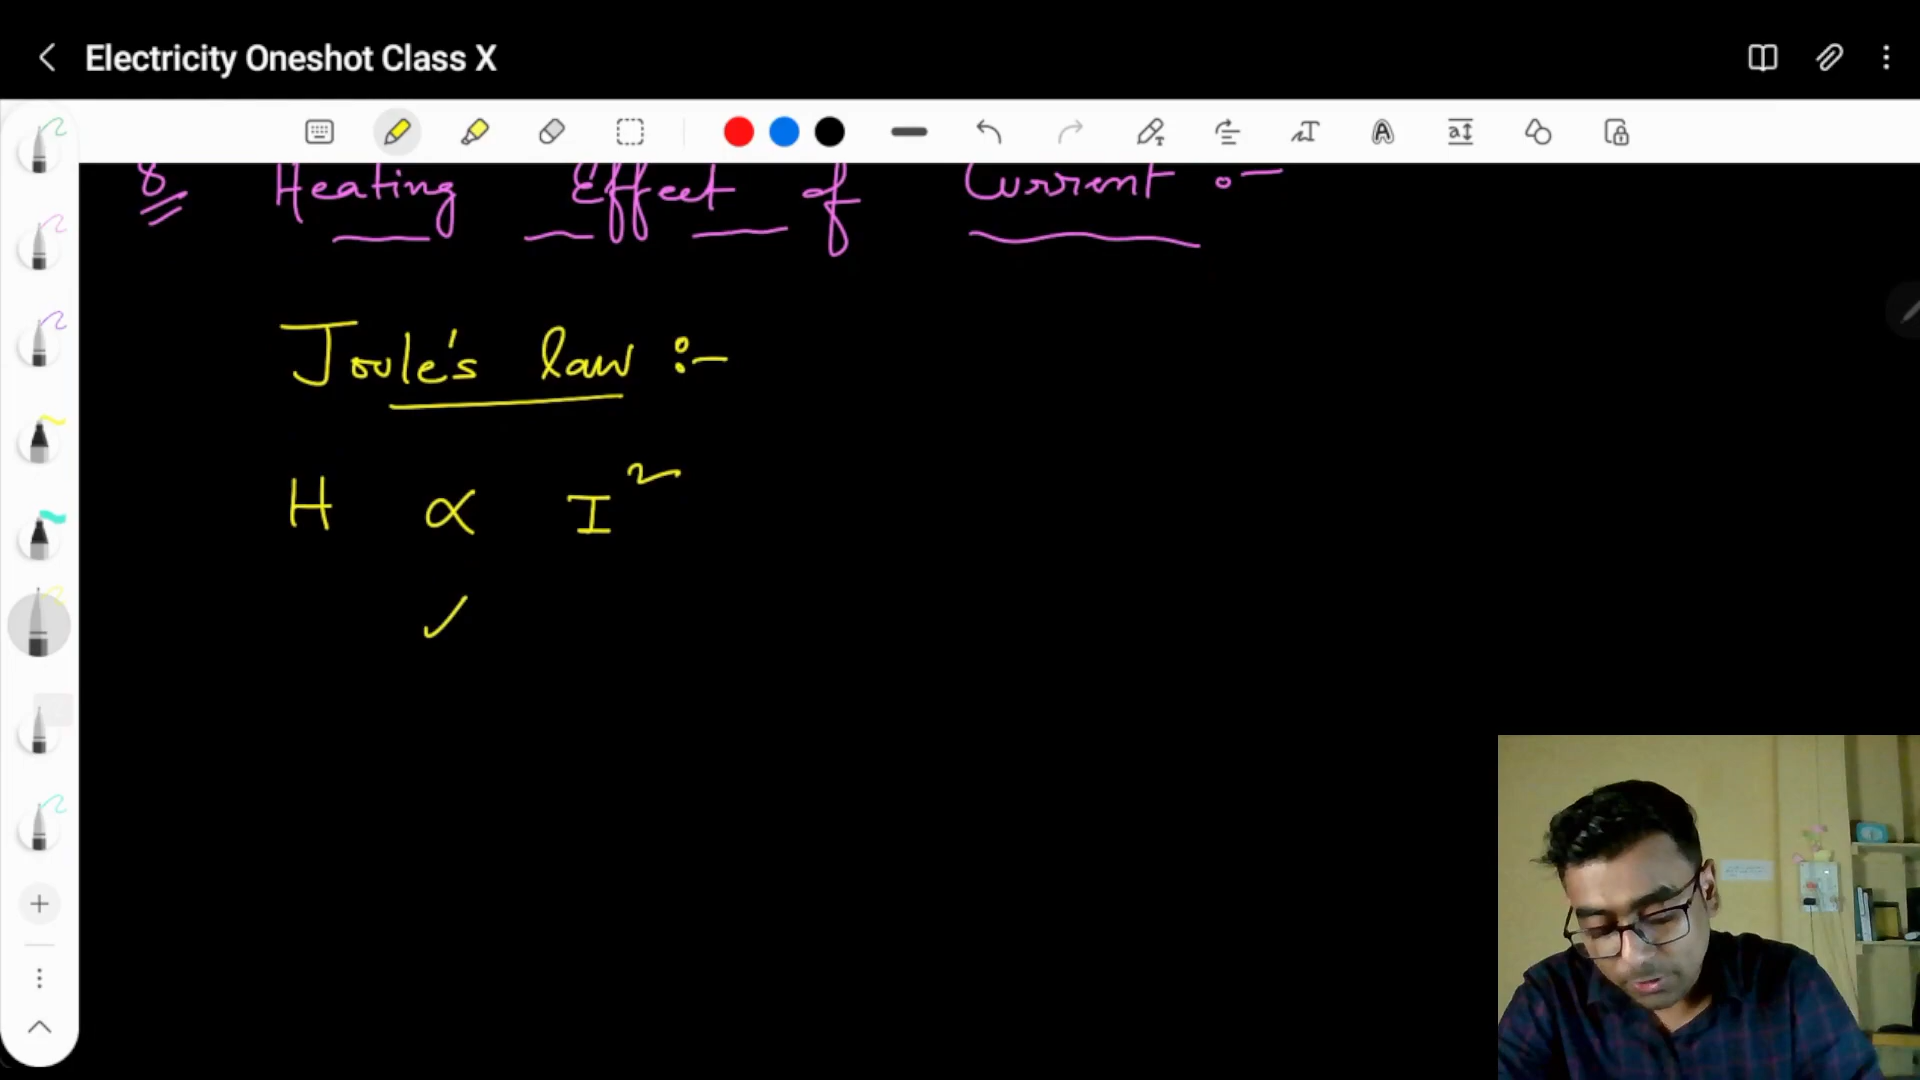 Electricity Oneshot Class X
8 Heating Effect of Current :-
Joule's law :-
H ∝ I²